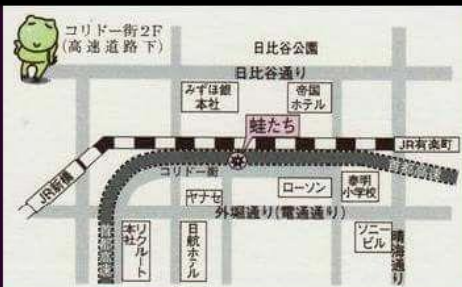 コリドー街2F
(高速道路下)
日比谷公園
日比谷通り
みずほ銀
本社
帝国
ホテル
蛙たち
JR有楽町
JR新橋
コリドー街
首都高速
ヤナセ
ローソン
泰明
小学校
外堀通り(電通通り)
首都高速
リクルート
本社
日航ホテル
ソニー
ビル
晴海通り